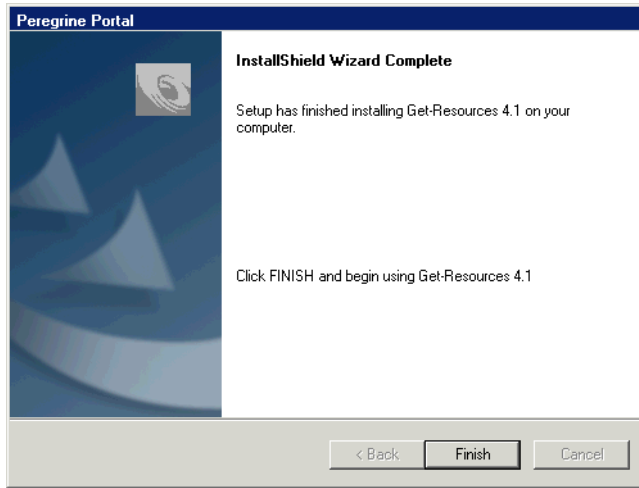 Peregrine Portal
InstallShield Wizard Complete
Setup has finished installing Get-Resources 4.1 on your
computer.
Click FINISH and begin using Get-Resources 4.1
< Back
Finish
Cancel